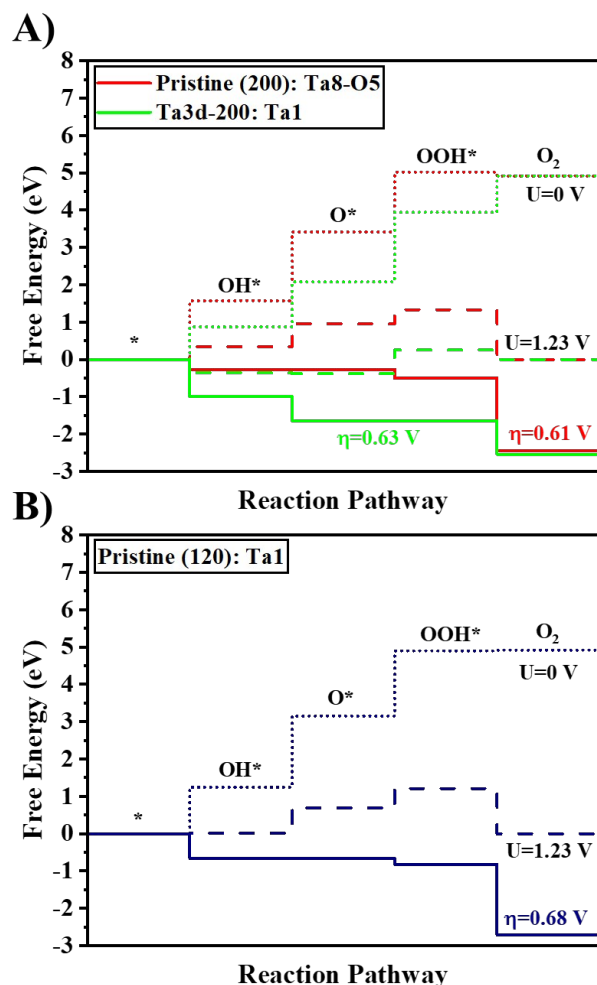 A)
8
7
6
5
4
3
2
1
0
-1
-2
-3
Free Energy (eV)
Pristine (200): Ta8-O5
Ta3d-200: Ta1
*
OH*
O*
OOH*
O₂
U=0 V
U=1.23 V
η=0.63 V
η=0.61 V
Reaction Pathway
B)
8
7
6
5
4
3
2
1
0
-1
-2
-3
Free Energy (eV)
Pristine (120): Ta1
*
OH*
O*
OOH*
O₂
U=0 V
U=1.23 V
η=0.68 V
Reaction Pathway